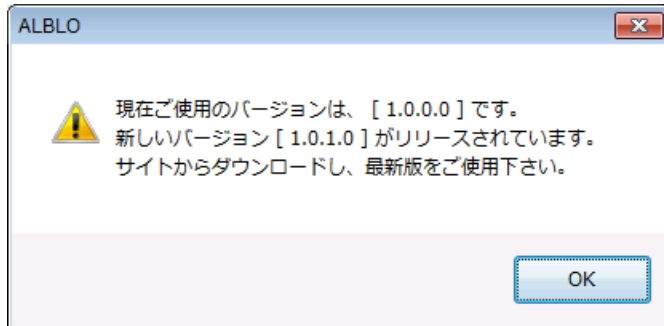 ALBLO
現在ご使用のバージョンは、 [ 1.0.0.0 ] です。
新しいバージョン [ 1.0.1.0 ] がリリースされています。
サイトからダウンロードし、最新版をご使用下さい。
OK